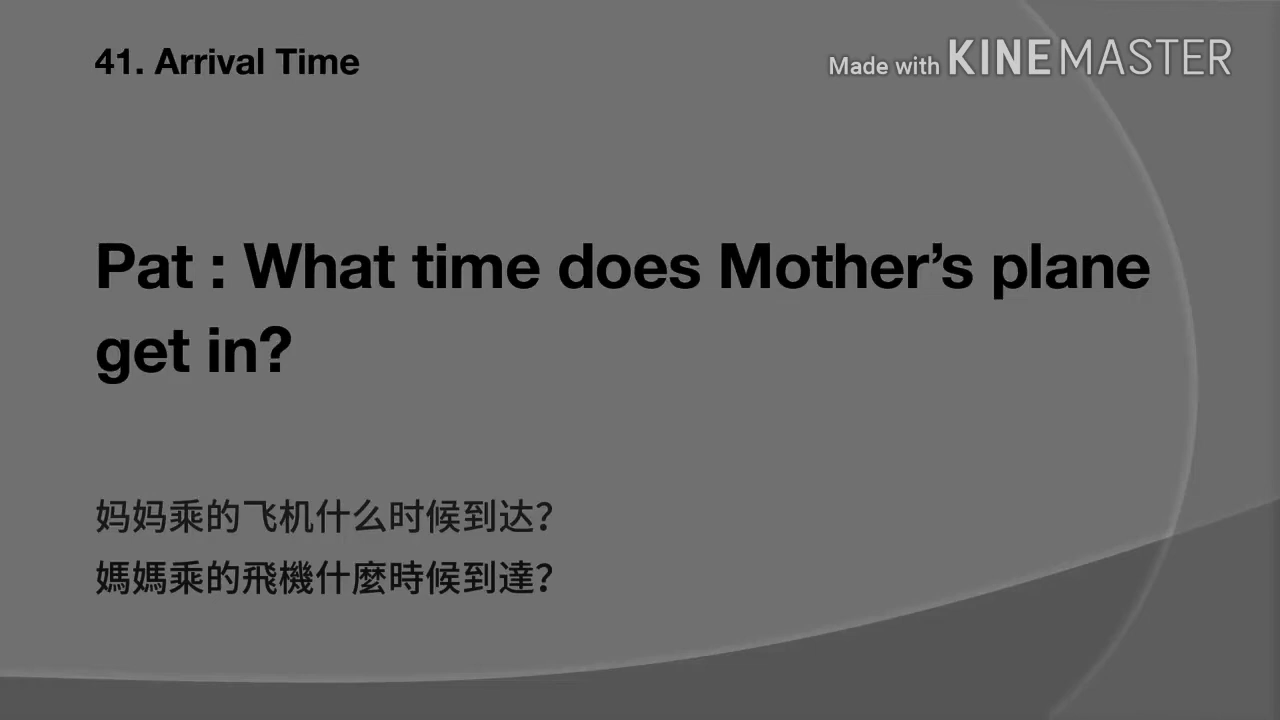 41. Arrival Time
Made with KINEMASTER
Pat : What time does Mother’s plane
get in?
妈妈乘的飞机什么时候到达？
媽媽乘的飛機什麼時候到達？